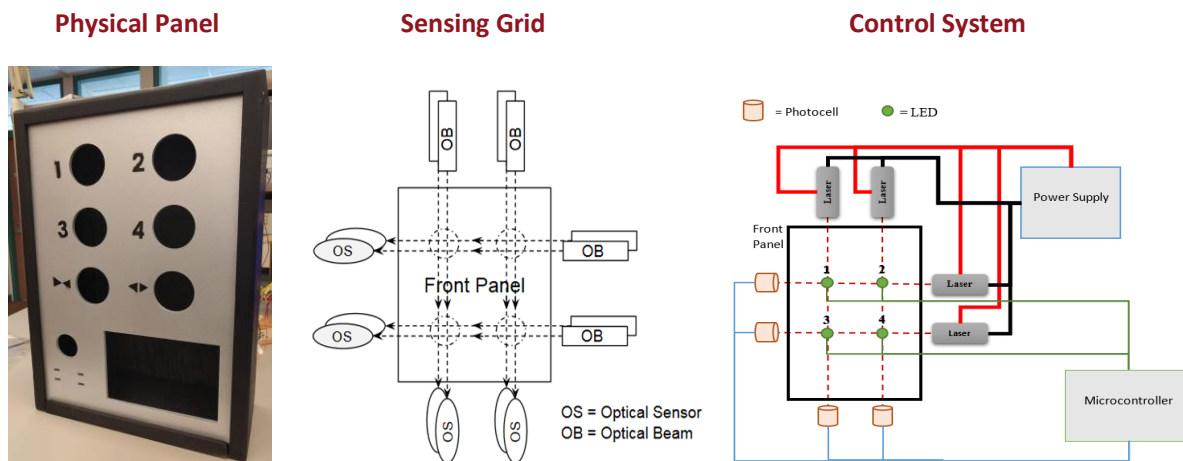 Physical Panel
Sensing Grid
Control System
1
2
3
4
OB
OB
OS
OB
Front Panel
OS
OB
OS
OS
OS = Optical Sensor
OB = Optical Beam
= Photocell
= LED
Laser
Laser
Power Supply
Front
Panel
1
2
Laser
3
4
Laser
Microcontroller